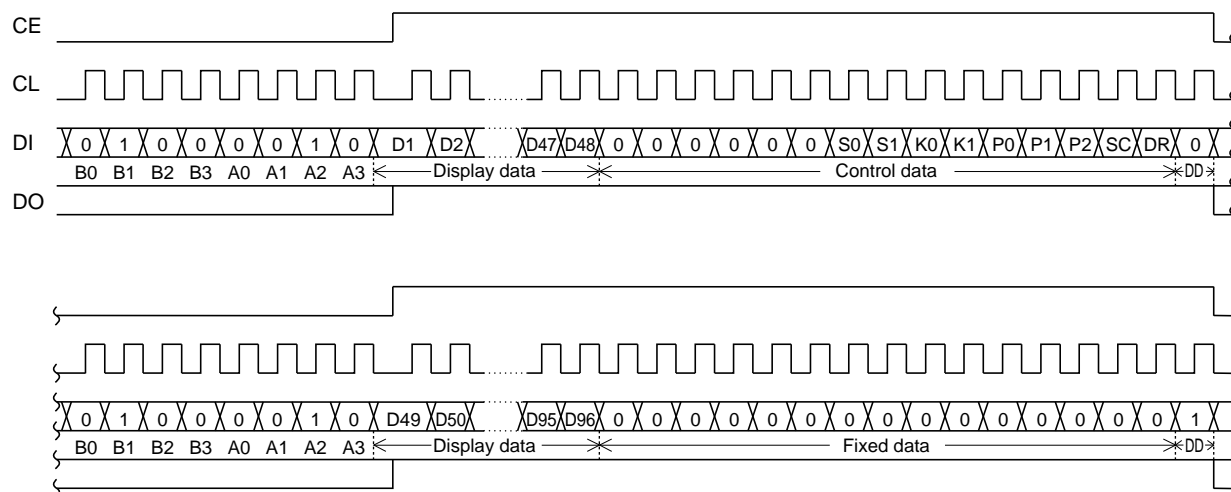 CE
CL
DI 0 1 0 0 0 0 1 0 D1 D2 D47 D48 0 0 0 0 0 0 S0 S1 K0 K1 P0 P1 P2 SC DR 0
B0 B1 B2 B3 A0 A1 A2 A3 Display data Control data DD
DO
0 1 0 0 0 0 1 0 D49 D50 D95 D96 0 0 0 0 0 0 0 0 0 0 0 0 0 0 0 1
B0 B1 B2 B3 A0 A1 A2 A3 Display data Fixed data DD